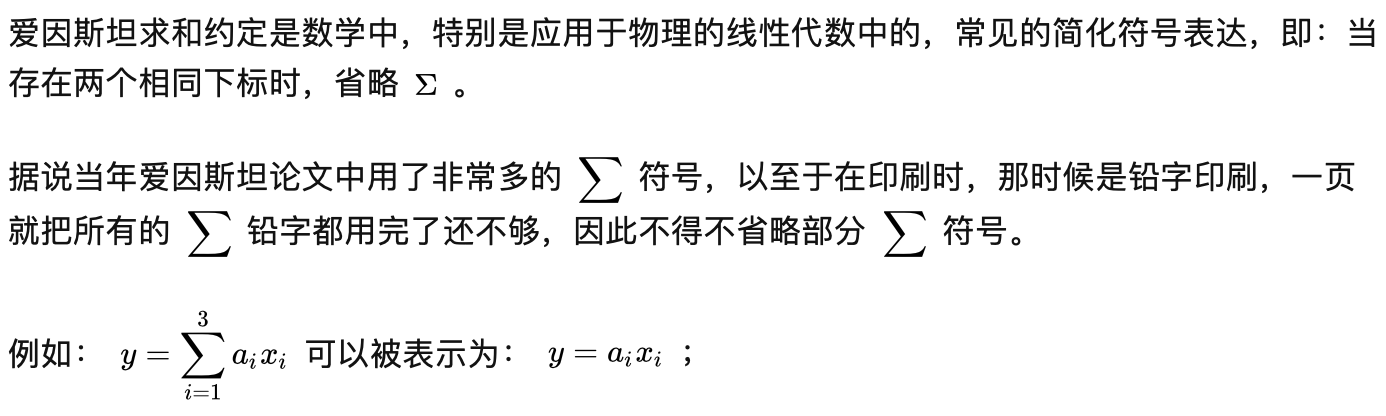 爱因斯坦求和约定是数学中，特别是应用于物理的线性代数中的，常见的简化符号表达，即：当
存在两个相同下标时，省略 Σ 。
据说当年爱因斯坦论文中用了非常多的 ∑ 符号，以至于在印刷时，那时候是铅字印刷，一页
就把所有的 ∑ 铅字都用完了还不够，因此不得不省略部分 ∑ 符号。
例如： $y = \sum_{i=1}^{3} a_i x_i$ 可以被表示为： $y = a_i x_i$ ；